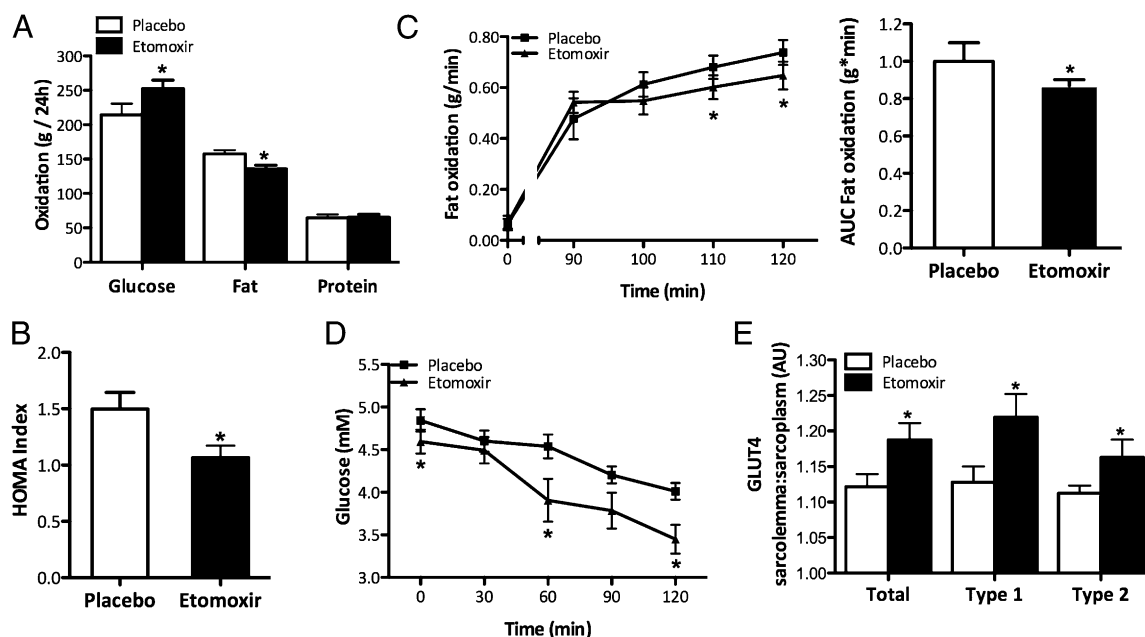 A
Placebo
Etomoxir
Oxidation (g / 24h)
300
250
200
150
100
50
0
*
*
Glucose Fat Protein
C
Placebo
Etomoxir
Fat oxidation (g/min)
0.80
0.60
0.40
0.20
0.00
*
*
0 90 100 110 120
Time (min)
AUC Fat oxidation (g*min)
1.2
1.0
0.8
0.6
0.4
0.2
0.0
*
Placebo Etomoxir
B
HOMA Index
2.0
1.5
1.0
0.5
0.0
*
Placebo Etomoxir
D
Placebo
Etomoxir
Glucose (mM)
5.5
5.0
4.5
4.0
3.5
3.0
*
*
*
0 30 60 90 120
Time (min)
E
Placebo
Etomoxir
GLUT4
sarcolemma:sarcoplasm (AU)
1.30
1.25
1.20
1.15
1.10
1.05
1.00
*
*
*
Total Type 1 Type 2